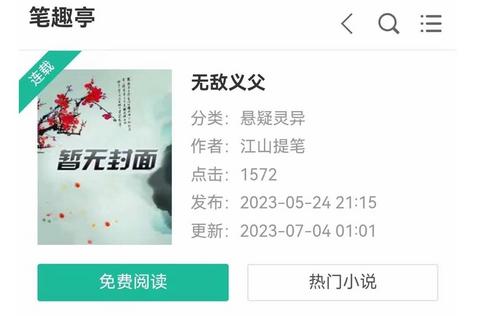 笔趣亭
连载
暂无封面
无敌义父
分类：悬疑灵异
作者：江山提笔
点击：1572
发布：2023-05-24 21:15
更新：2023-07-04 01:01
免费阅读
热门小说